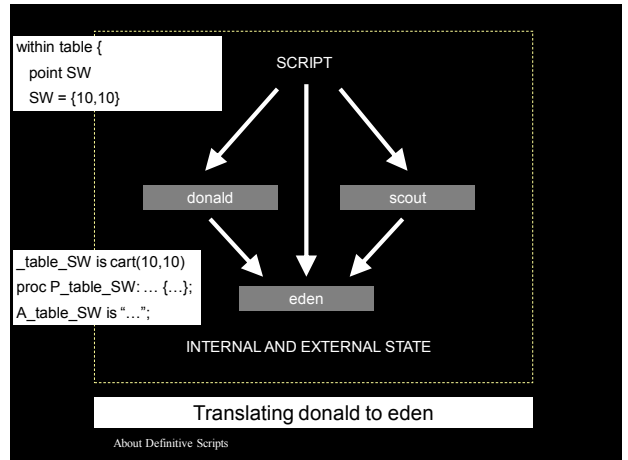 within table {
point SW
SW = {10,10}
SCRIPT
donald
scout
_table_SW is cart(10,10)
proc P_table_SW: … {…};
A_table_SW is “…”;
eden
INTERNAL AND EXTERNAL STATE
Translating donald to eden
About Definitive Scripts